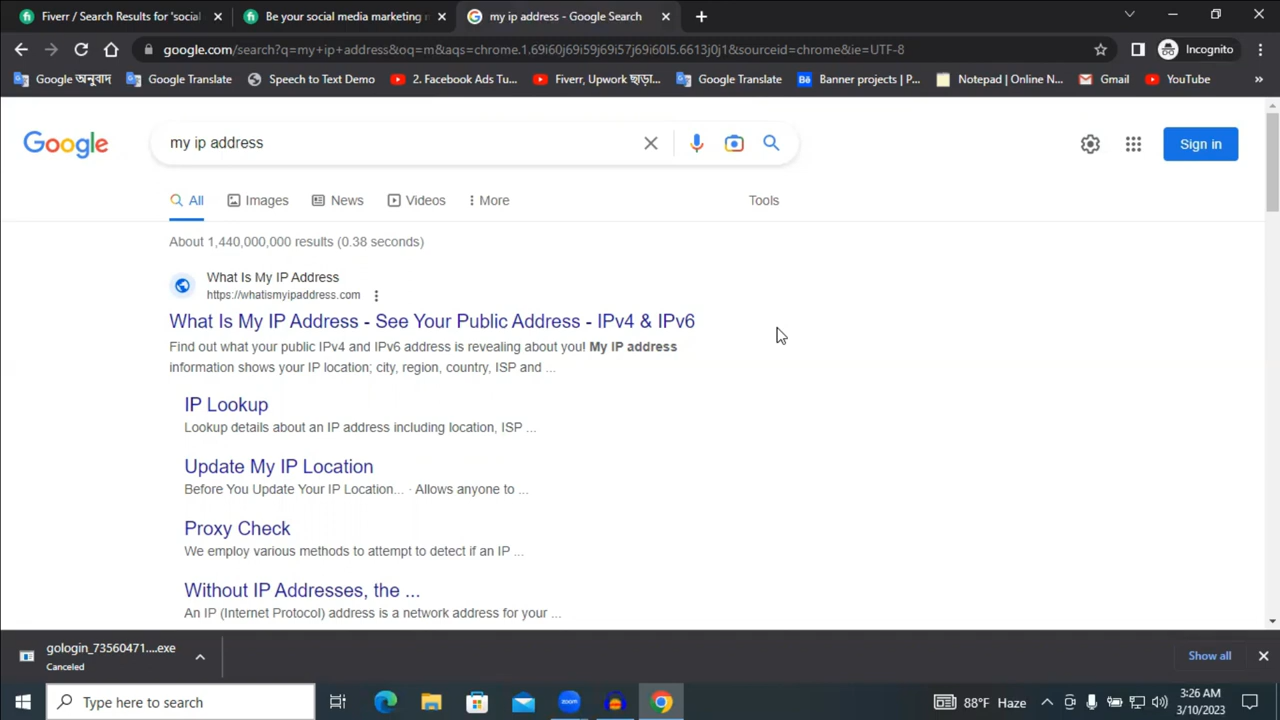 Fiverr / Search Results for 'social
Be your social media marketing
my ip address - Google Search
google.com/search?q=my+ip+address&oq=m&aqs=chrome.1.69i60j69i59j69i57j69i60l5.6613j0j1&sourceid=chrome&ie=UTF-8
Incognito
Google অনুবাদ
Google Translate
Speech to Text Demo
2. Facebook Ads Tu...
Fiverr, Upwork ছাড়া...
Google Translate
Banner projects | P...
Notepad | Online N...
Gmail
YouTube
Google
my ip address
Sign in
All
Images
News
Videos
More
Tools
About 1,440,000,000 results (0.38 seconds)
What Is My IP Address
https://whatismyipaddress.com
What Is My IP Address - See Your Public Address - IPv4 & IPv6
Find out what your public IPv4 and IPv6 address is revealing about you! My IP address
information shows your IP location; city, region, country, ISP and ...
IP Lookup
Lookup details about an IP address including location, ISP ...
Update My IP Location
Before You Update Your IP Location... · Allows anyone to ...
Proxy Check
We employ various methods to attempt to detect if an IP ...
Without IP Addresses, the ...
An IP (Internet Protocol) address is a network address for your ...
gologin_73560471....exe
Canceled
Show all
Type here to search
zoom
88°F Haze
3:26 AM
3/10/2023